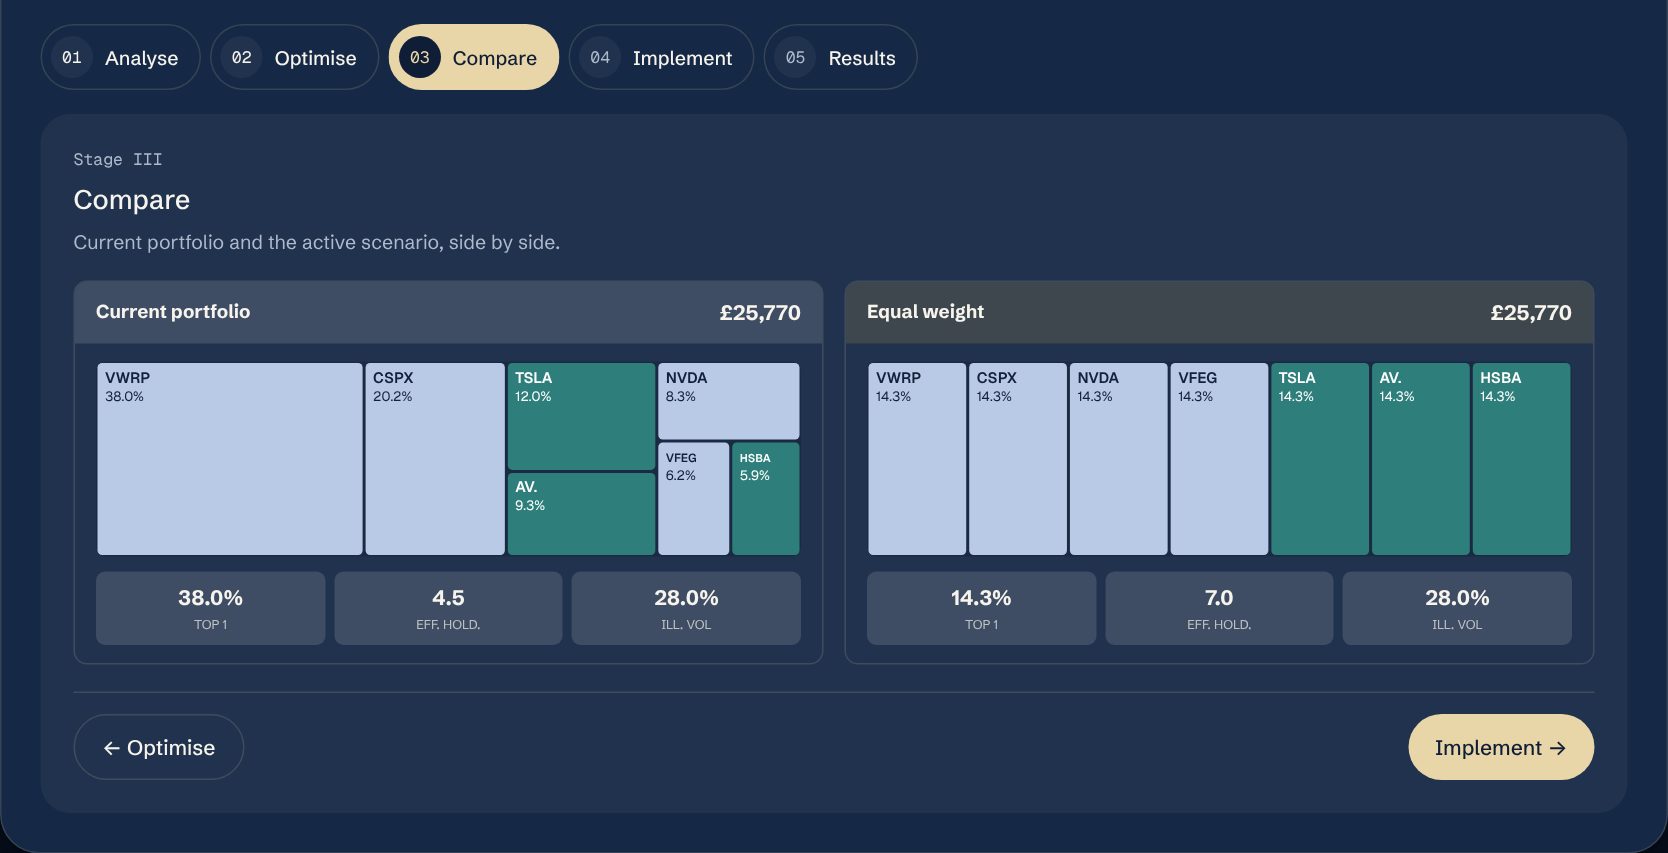 01 Analyse
02 Optimise
03 Compare
04 Implement
05 Results
Stage III
Compare
Current portfolio and the active scenario, side by side.
Current portfolio £25,770
VWRP
38.0%
CSPX
20.2%
TSLA
12.0%
AV.
9.3%
NVDA
8.3%
VFEG
6.2%
HSBA
5.9%
38.0%
TOP 1
4.5
EFF. HOLD.
28.0%
ILL. VOL
Equal weight £25,770
VWRP
14.3%
CSPX
14.3%
NVDA
14.3%
VFEG
14.3%
TSLA
14.3%
AV.
14.3%
HSBA
14.3%
14.3%
TOP 1
7.0
EFF. HOLD.
28.0%
ILL. VOL
← Optimise
Implement →